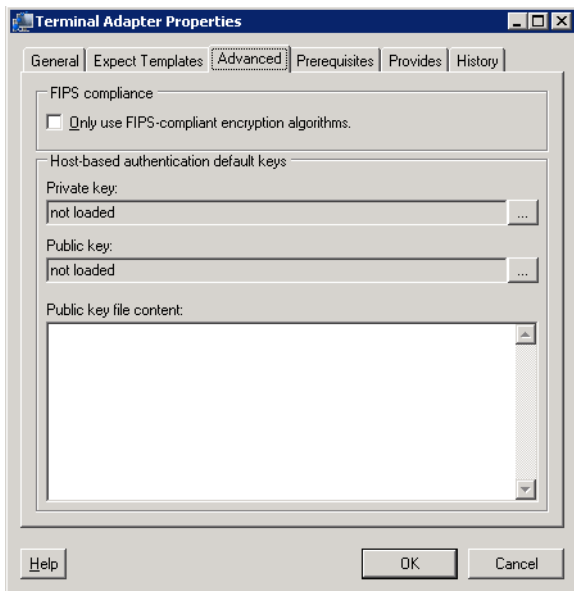 Terminal Adapter Properties
General Expect Templates Advanced Prerequisites Provides History
FIPS compliance
Only use FIPS-compliant encryption algorithms.
Host-based authentication default keys
Private key:
not loaded ...
Public key:
not loaded ...
Public key file content:
Help OK Cancel